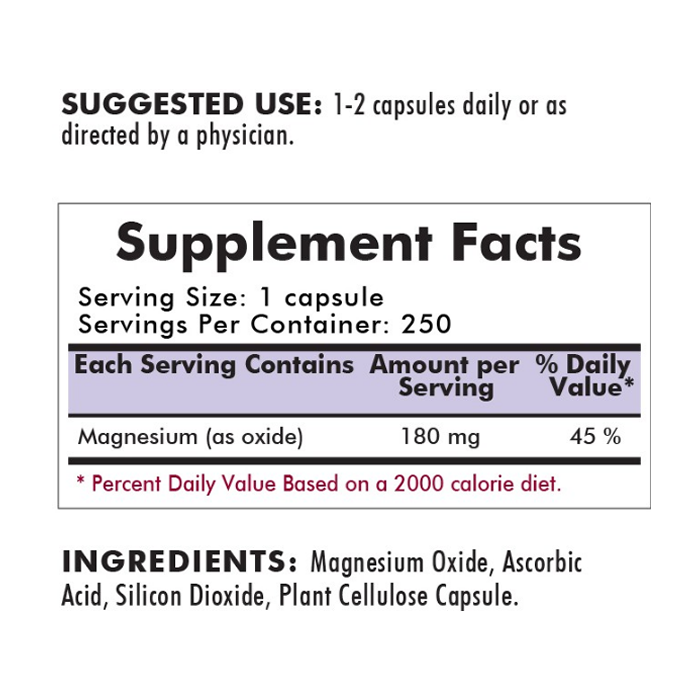 SUGGESTED USE: 1-2 capsules daily or as
directed by a physician.
Supplement Facts
Serving Size: 1 capsule
Servings Per Container: 250
Each Serving Contains Amount per Serving % Daily Value*
Magnesium (as oxide) 180 mg 45 %
* Percent Daily Value Based on a 2000 calorie diet.
INGREDIENTS: Magnesium Oxide, Ascorbic
Acid, Silicon Dioxide, Plant Cellulose Capsule.